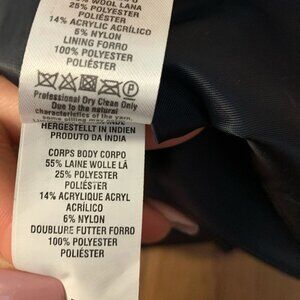 WOOL LANA
25% POLYESTER
POLIÉSTER
14% ACRYLIC ACRÍLICO
6% NYLON
LINING FORRO
100% POLYESTER
POLIÉSTER
P
Professional Dry Clean Only
Due to the natural
characteristics of the yarn,
HERGESTELLT IN INDIEN
PRODUTO DA ÍNDIA
CORPS BODY CORPO
55% LAINE WOLLE LÃ
25% POLYESTER
POLIÉSTER
14% ACRYLIQUE ACRYL
ACRÍLICO
6% NYLON
DOUBLURE FUTTER FORRO
100% POLYESTER
POLIÉSTER